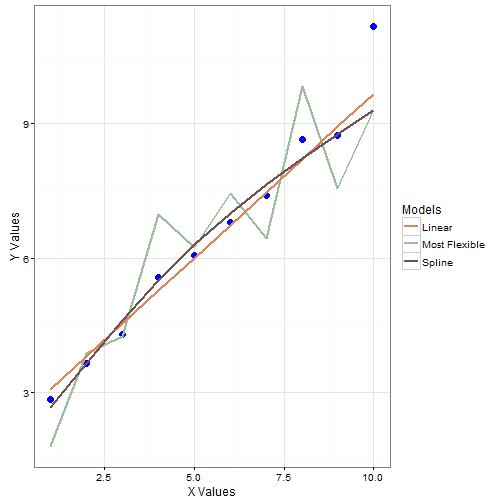 9
6
3
Y Values
2.5 5.0 7.5 10.0
X Values
Models
Linear
Most Flexible
Spline